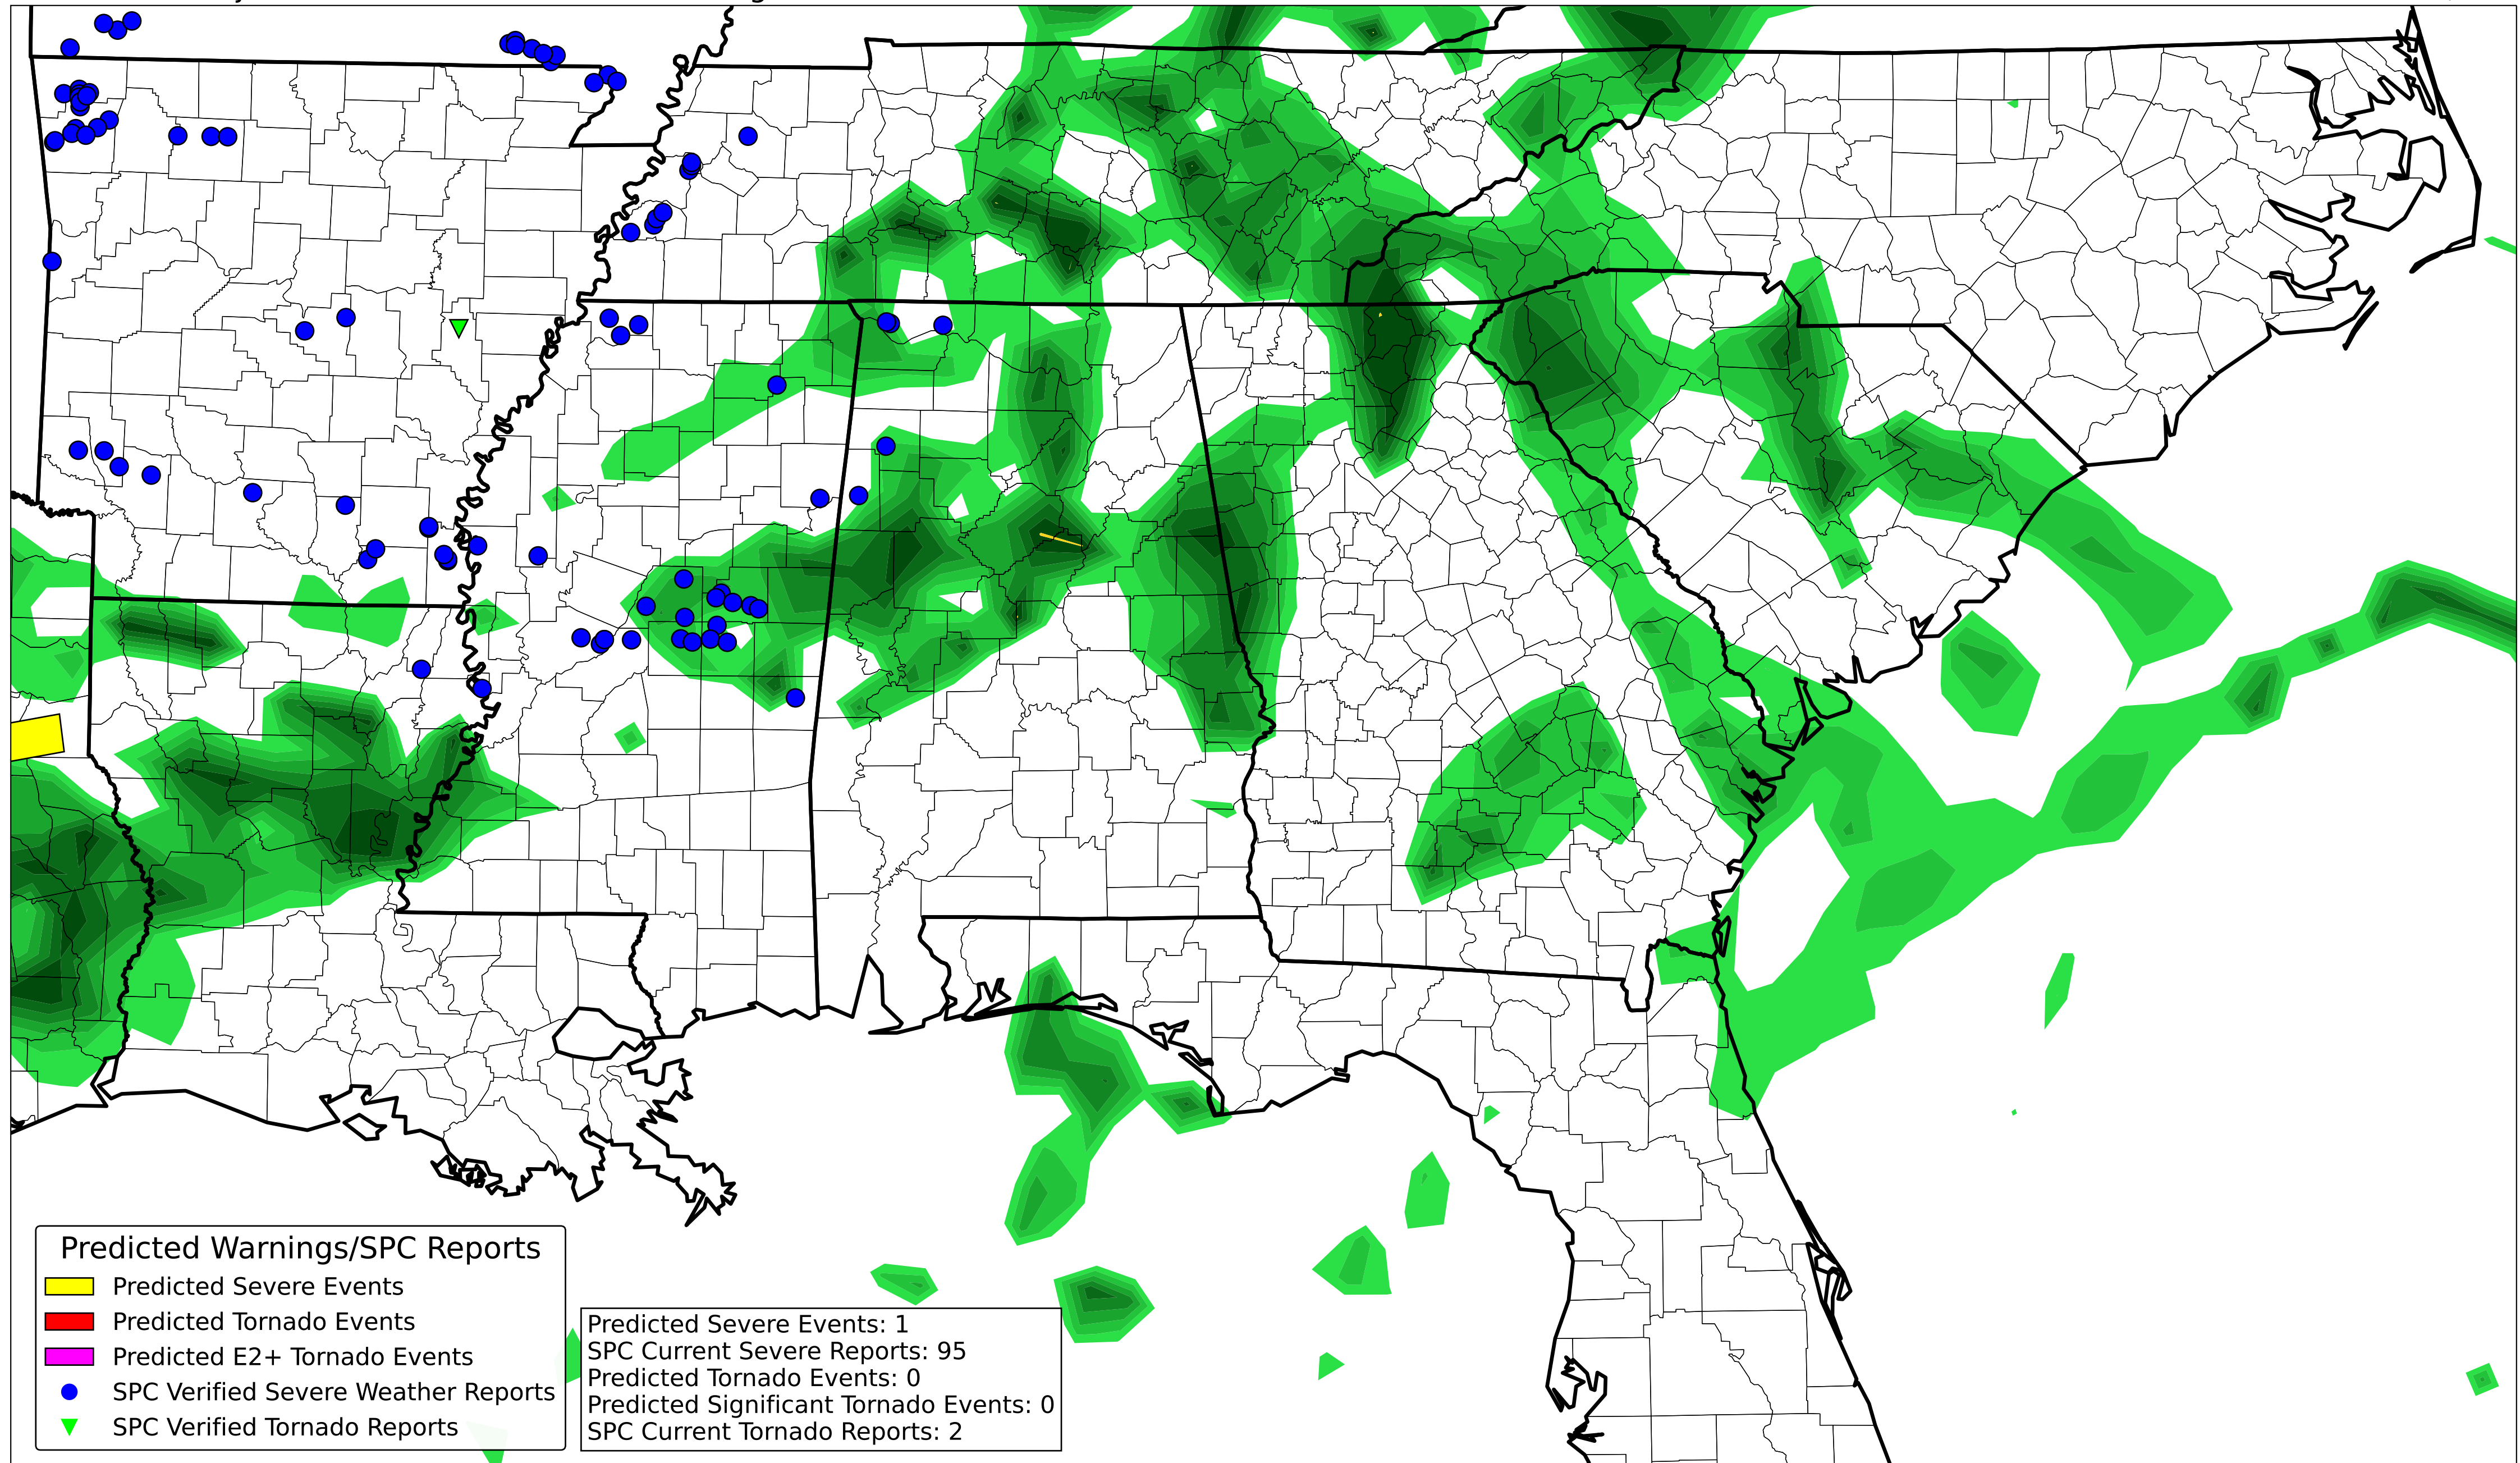 Predicted Warnings/SPC Reports
Predicted Severe Events
Predicted Tornado Events
Predicted E2+ Tornado Events
SPC Verified Severe Weather Reports
SPC Verified Tornado Reports
Predicted Severe Events: 1
SPC Current Severe Reports: 95
Predicted Tornado Events: 0
Predicted Significant Tornado Events: 0
SPC Current Tornado Reports: 2